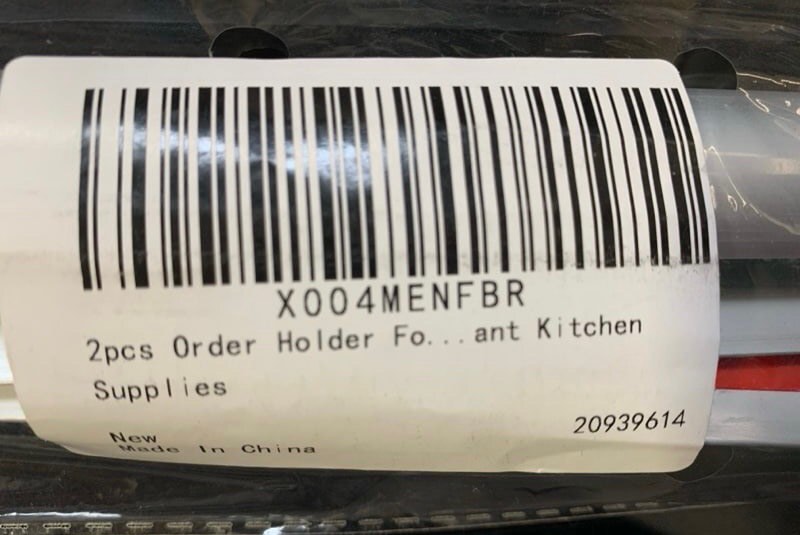 X004MENFBR
2pcs Order Holder Fo...ant Kitchen
Supplies
20939614
New
Made In China